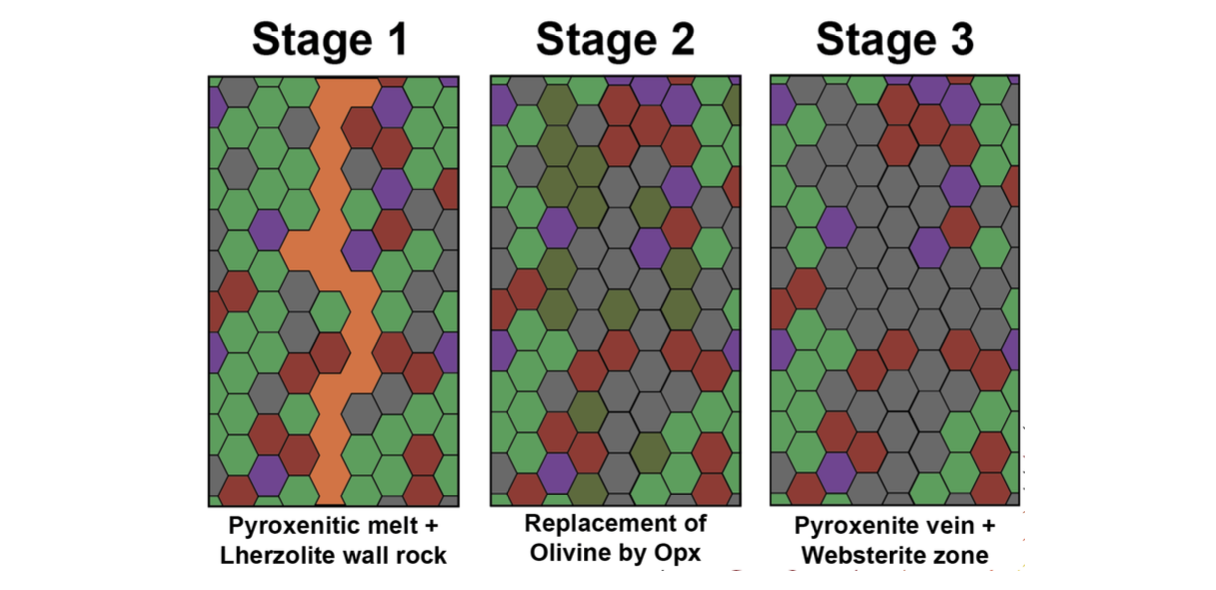 Stage 1
Stage 2
Stage 3
Pyroxenitic melt +
Lherzolite wall rock
Replacement of
Olivine by Opx
Pyroxenite vein +
Websterite zone